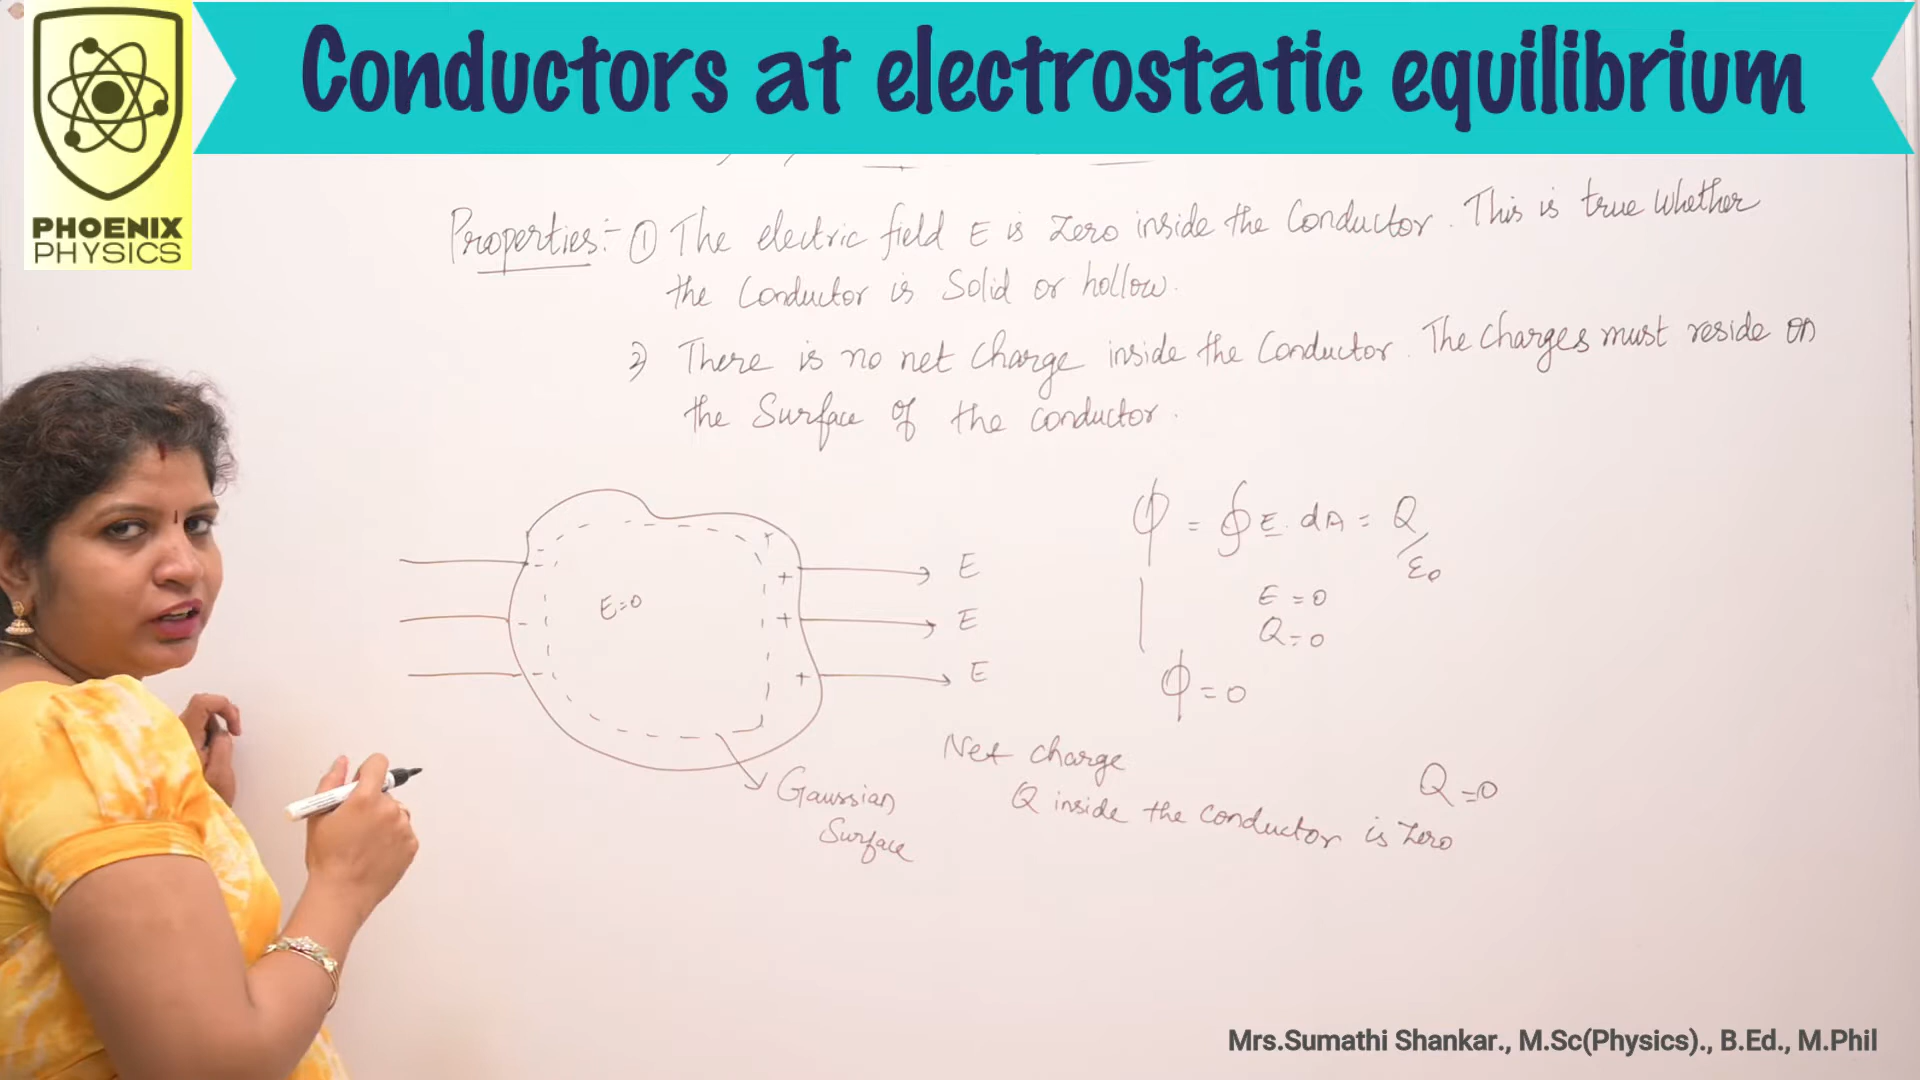 Conductors at electrostatic equilibrium
PHOENIX
PHYSICS
Properties:- ① The electric field E is Zero inside the Conductor. This is true whether
the Conductor is Solid or hollow.
2) There is no net Charge inside the Conductor. The Charges must reside on
the Surface of the conductor.
E=0
E
E
E
Gaussian
Surface
ϕ = ∮ E. dA = Q/ε₀
E = 0
Q = 0
ϕ = 0
Net charge
Q inside the conductor is Zero
Q = 0
Mrs.Sumathi Shankar., M.Sc(Physics)., B.Ed., M.Phil